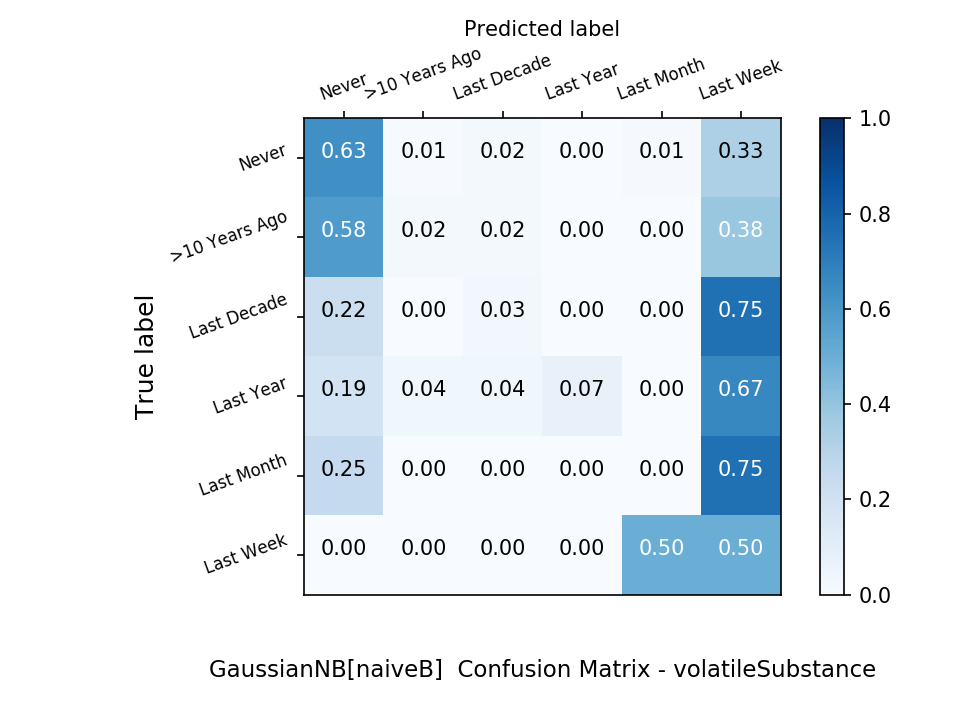 Predicted label
Never >10 Years Ago Last Decade Last Year Last Month Last Week
1.0
Never 0.63 0.01 0.02 0.00 0.01 0.33
0.8
>10 Years Ago 0.58 0.02 0.02 0.00 0.00 0.38
Last Decade 0.22 0.00 0.03 0.00 0.00 0.75
0.6
True label
Last Year 0.19 0.04 0.04 0.07 0.00 0.67
0.4
Last Month 0.25 0.00 0.00 0.00 0.00 0.75
0.2
Last Week 0.00 0.00 0.00 0.00 0.50 0.50
0.0
GaussianNB[naiveB]  Confusion Matrix - volatileSubstance